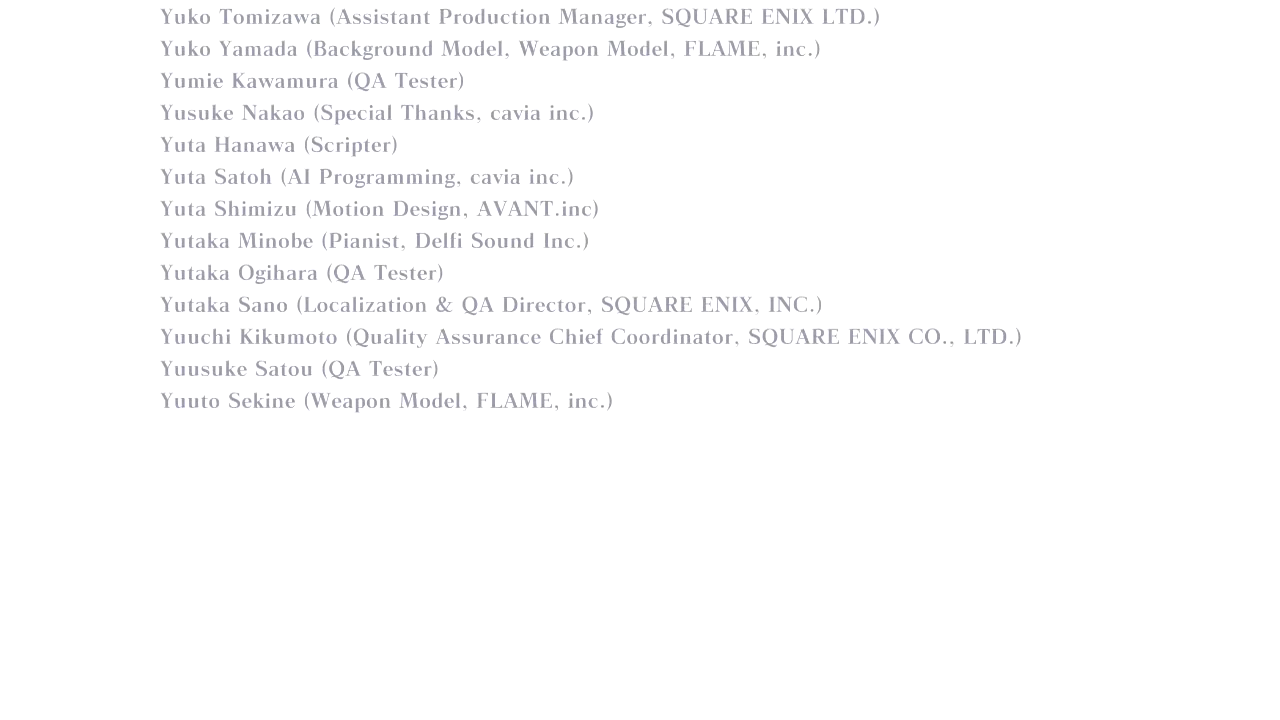 Yuko Tomizawa (Assistant Production Manager, SQUARE ENIX LTD.)
Yuko Yamada (Background Model, Weapon Model, FLAME, inc.)
Yumie Kawamura (QA Tester)
Yusuke Nakao (Special Thanks, cavia inc.)
Yuta Hanawa (Scripter)
Yuta Satoh (AI Programming, cavia inc.)
Yuta Shimizu (Motion Design, AVANT.inc)
Yutaka Minobe (Pianist, Delfi Sound Inc.)
Yutaka Ogihara (QA Tester)
Yutaka Sano (Localization & QA Director, SQUARE ENIX, INC.)
Yuuchi Kikumoto (Quality Assurance Chief Coordinator, SQUARE ENIX CO., LTD.)
Yuusuke Satou (QA Tester)
Yuuto Sekine (Weapon Model, FLAME, inc.)